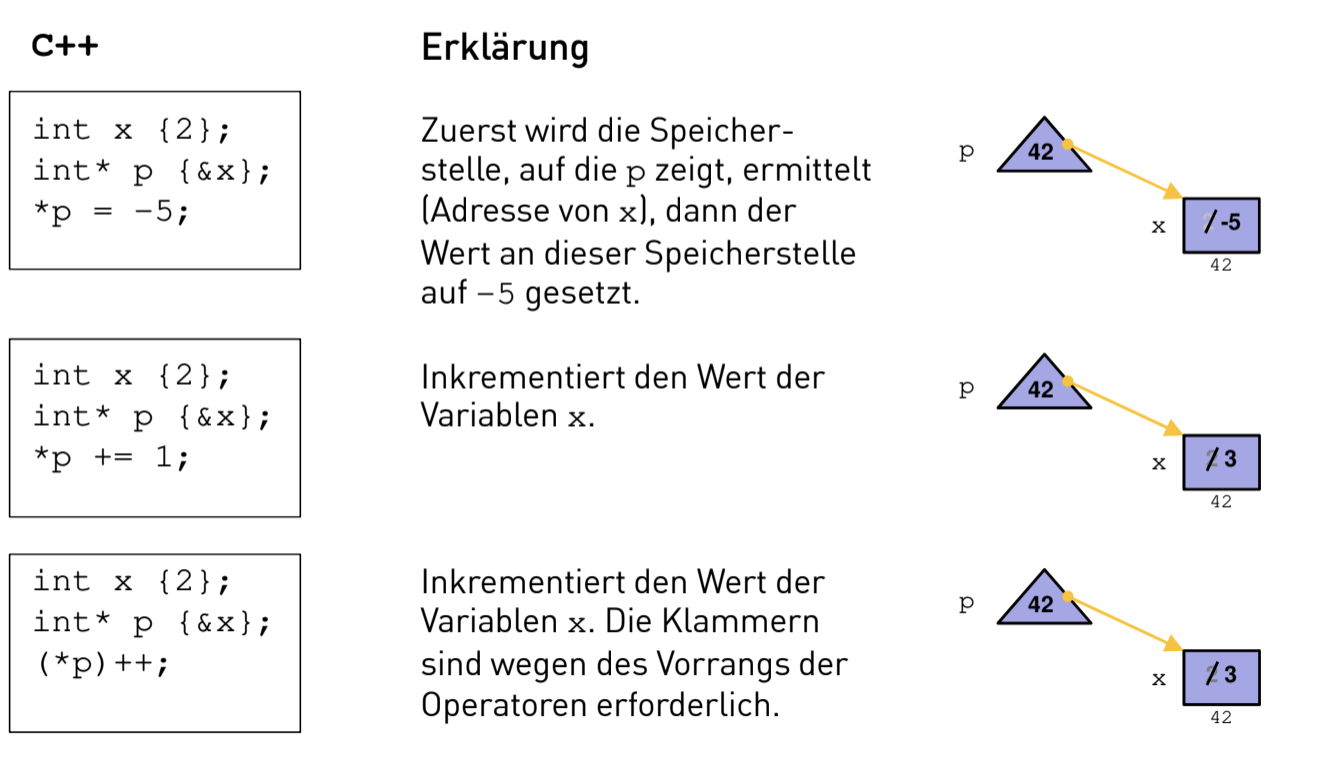 C++ Erklärung
int x {2};
int* p {&x};
*p = -5;
Zuerst wird die Speicher-
stelle, auf die p zeigt, ermittelt
(Adresse von x), dann der
Wert an dieser Speicherstelle
auf −5 gesetzt.
p 42
x 2 -5
42
int x {2};
int* p {&x};
*p += 1;
Inkrementiert den Wert der
Variablen x.
p 42
x 2 3
42
int x {2};
int* p {&x};
(*p)++;
Inkrementiert den Wert der
Variablen x. Die Klammern
sind wegen des Vorrangs der
Operatoren erforderlich.
p 42
x 2 3
42